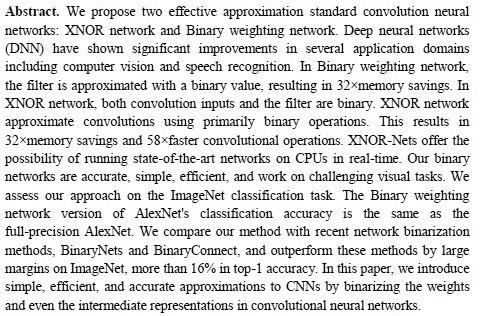 Abstract. We propose two effective approximation standard convolution neural
networks: XNOR network and Binary weighting network. Deep neural networks
(DNN) have shown significant improvements in several application domains
including computer vision and speech recognition. In Binary weighting network,
the filter is approximated with a binary value, resulting in 32×memory savings. In
XNOR network, both convolution inputs and the filter are binary. XNOR network
approximate convolutions using primarily binary operations. This results in
32×memory savings and 58×faster convolutional operations. XNOR-Nets offer the
possibility of running state-of-the-art networks on CPUs in real-time. Our binary
networks are accurate, simple, efficient, and work on challenging visual tasks. We
assess our approach on the ImageNet classification task. The Binary weighting
network version of AlexNet's classification accuracy is the same as the
full-precision AlexNet. We compare our method with recent network binarization
methods, BinaryNets and BinaryConnect, and outperform these methods by large
margins on ImageNet, more than 16% in top-1 accuracy. In this paper, we introduce
simple, efficient, and accurate approximations to CNNs by binarizing the weights
and even the intermediate representations in convolutional neural networks.